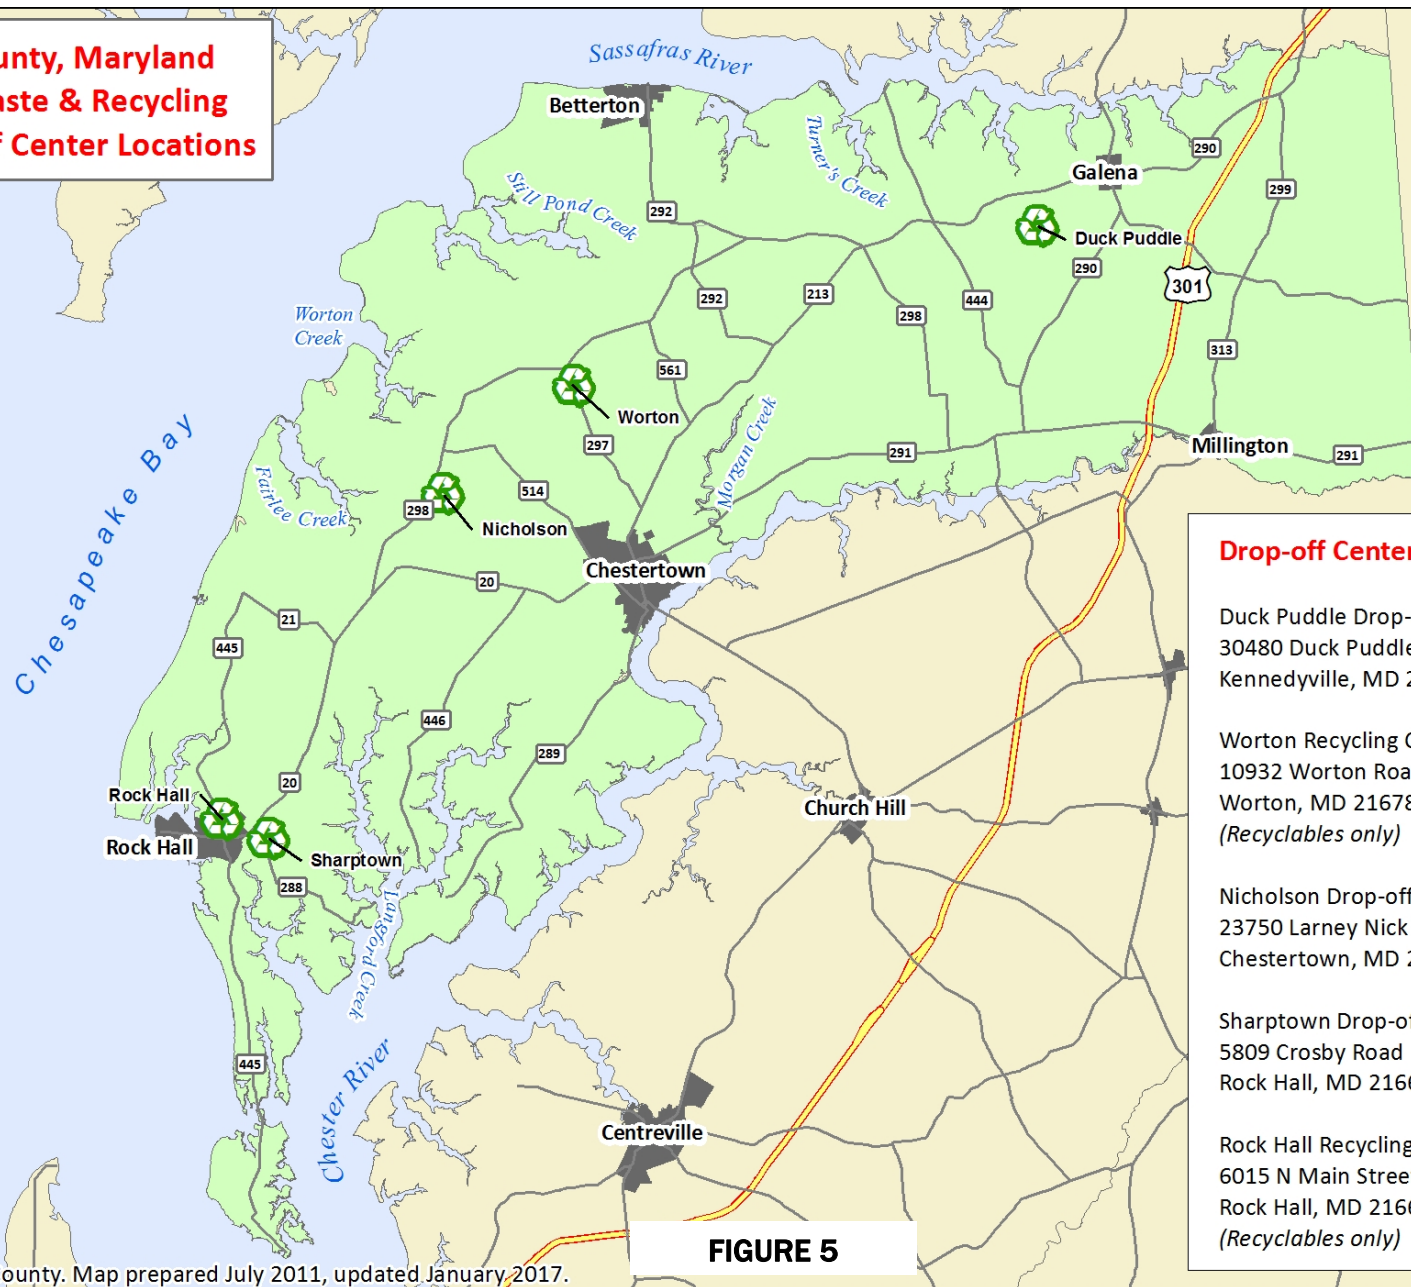 unty, Maryland
aste & Recycling
f Center Locations
Sassafras River
Betterton
Turner's Creek
Galena
290
299
Still Pond Creek
292
Duck Puddle
290
301
292
213
298
444
Worton
Creek
313
561
Worton
297
Morgan Creek
291
Millington
291
Chesapeake Bay
Fairlee Creek
298
514
Nicholson
Chestertown
20
21
445
446
289
20
Rock Hall
Rock Hall
Sharptown
288
Church Hill
Langford Creek
445
Chester River
Centreville
Drop-off Center
Duck Puddle Drop-
30480 Duck Puddle
Kennedyville, MD 2
Worton Recycling C
10932 Worton Roa
Worton, MD 21678
(Recyclables only)
Nicholson Drop-off
23750 Larney Nick
Chestertown, MD 2
Sharptown Drop-of
5809 Crosby Road
Rock Hall, MD 2166
Rock Hall Recycling
6015 N Main Street
Rock Hall, MD 2166
(Recyclables only)
FIGURE 5
ounty. Map prepared July 2011, updated January 2017.